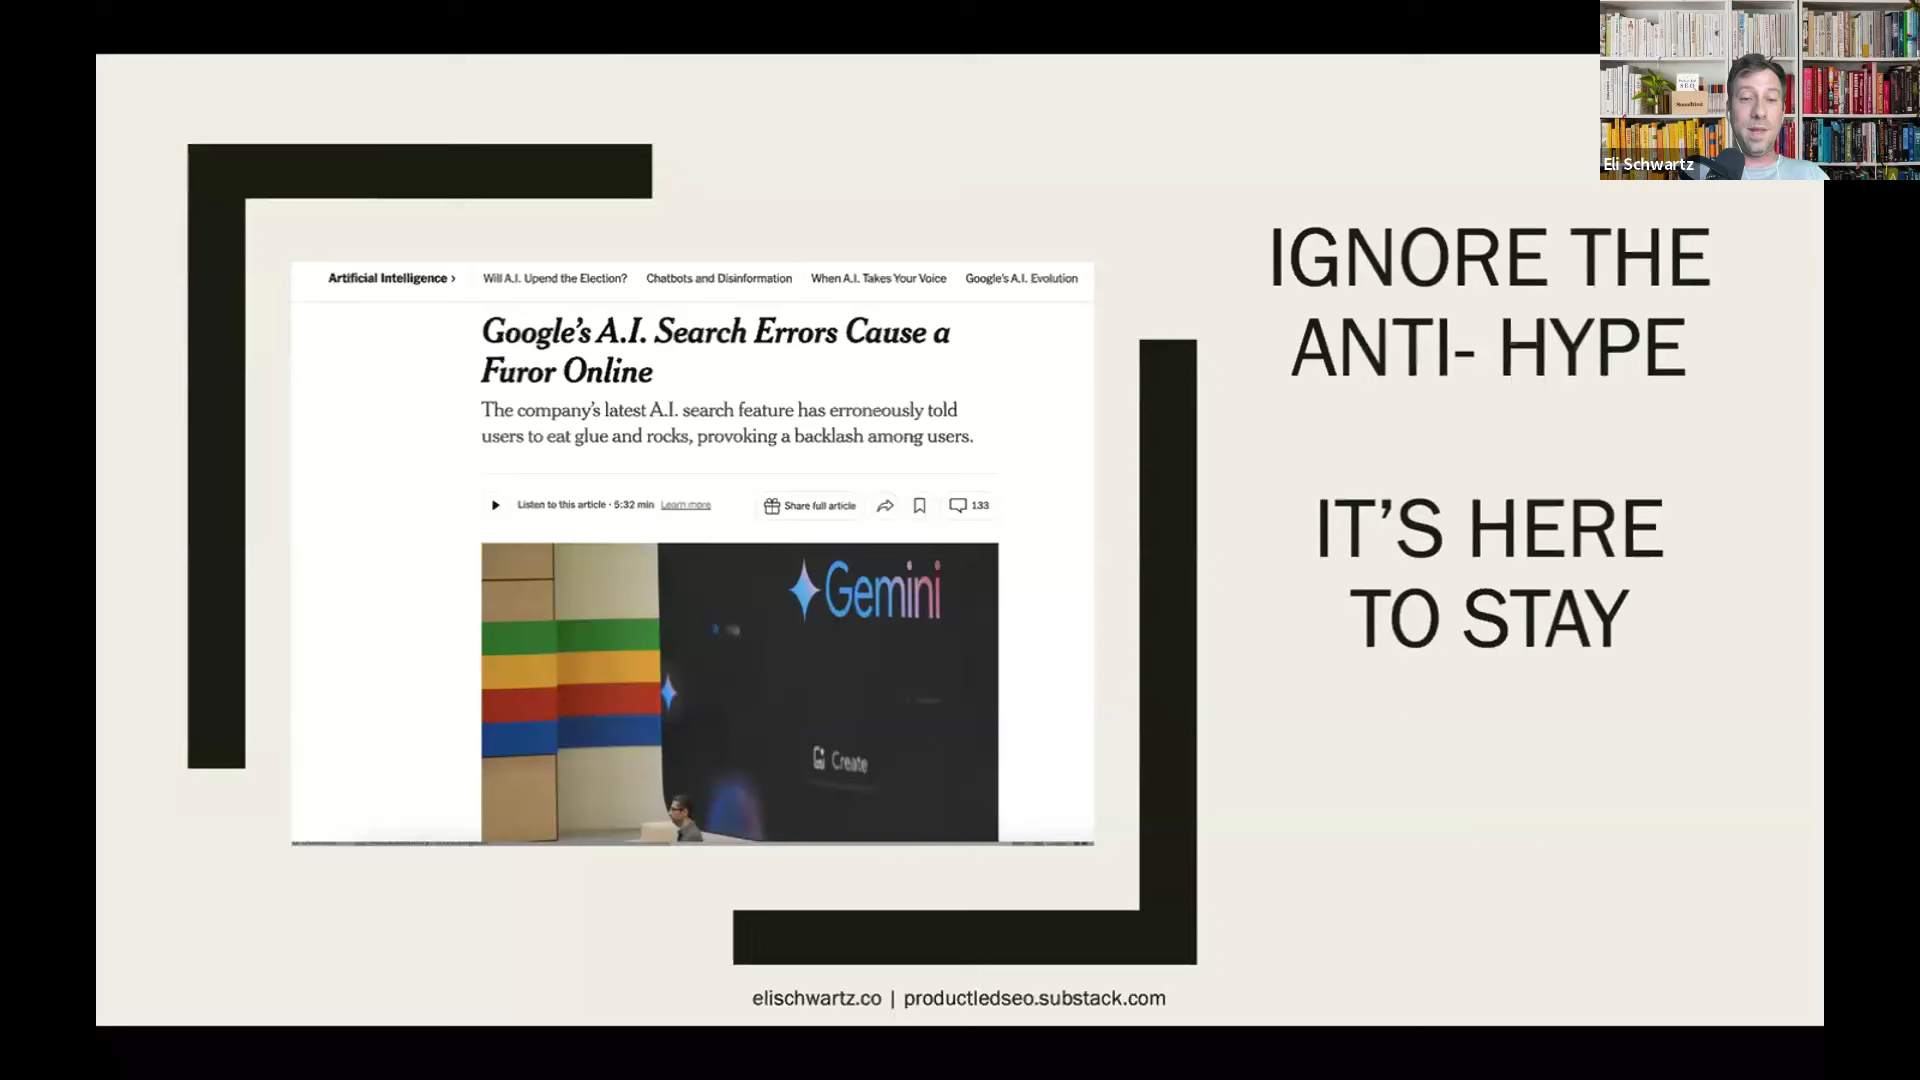 Eli Schwartz
Artificial Intelligence ›
Will A.I. Upend the Election?
Chatbots and Disinformation
When A.I. Takes Your Voice
Google's A.I. Evolution
Google's A.I. Search Errors Cause a
Furor Online
The company's latest A.I. search feature has erroneously told
users to eat glue and rocks, provoking a backlash among users.
Listen to this article · 5:32 min Learn more
Share full article
133
Gemini
Create
IGNORE THE
ANTI- HYPE
IT'S HERE
TO STAY
elischwartz.co | productledseo.substack.com